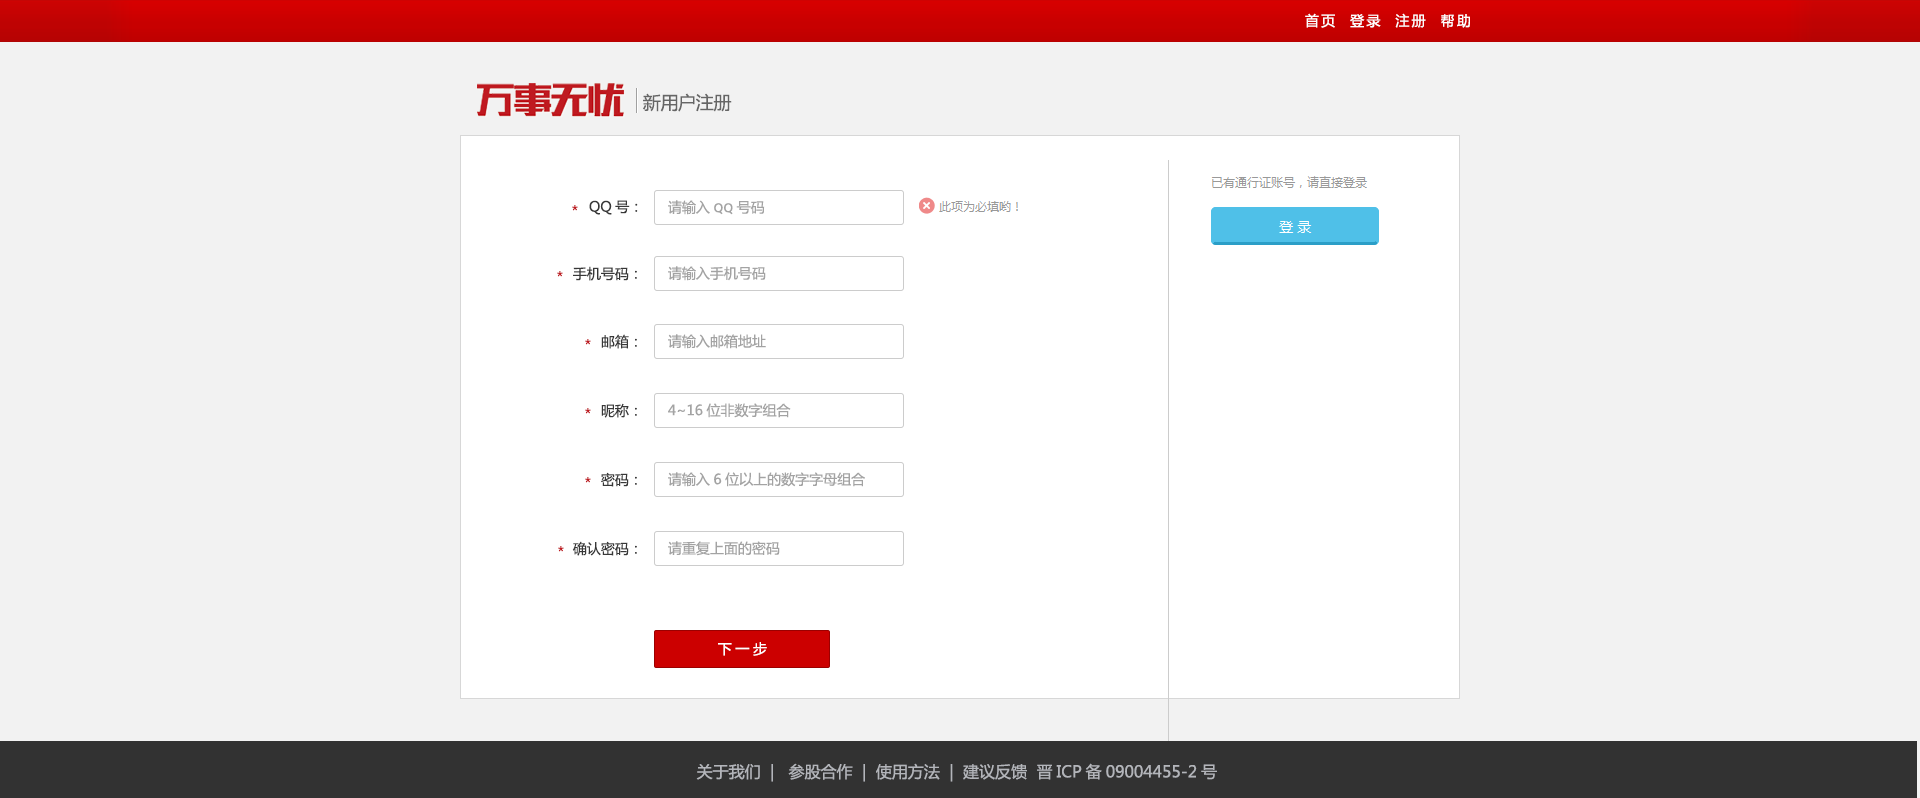 首页 登录 注册 帮助
万事无忧 新用户注册
已有通行证账号，请直接登录
* QQ 号： 请输入 QQ 号码 此项为必填哟！
登 录
* 手机号码： 请输入手机号码
* 邮箱： 请输入邮箱地址
* 昵称： 4~16 位非数字组合
* 密码： 请输入 6 位以上的数字字母组合
* 确认密码： 请重复上面的密码
下一步
关于我们 | 参股合作 | 使用方法 | 建议反馈 晋 ICP 备 09004455-2 号